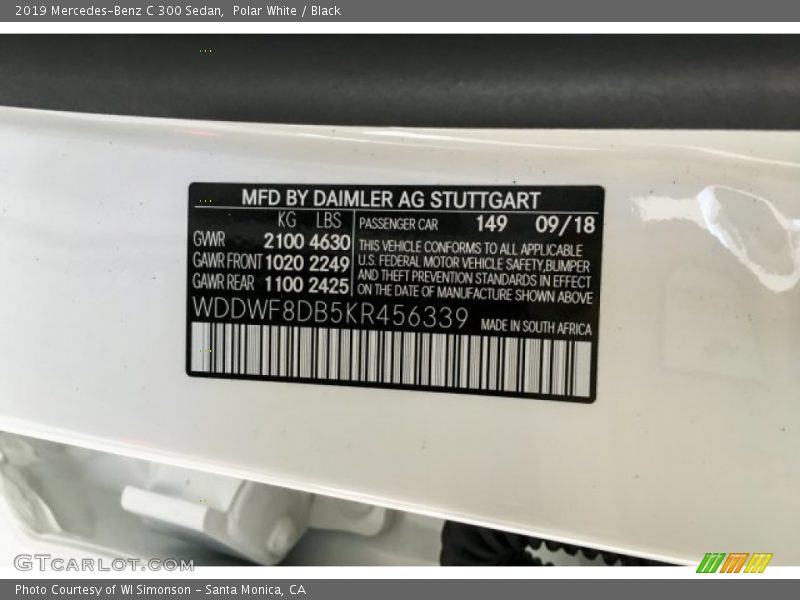 2019 Mercedes-Benz C 300 Sedan, Polar White / Black
MFD BY DAIMLER AG STUTTGART
KG LBS
GVWR 2100 4630
GAWR FRONT 1020 2249
GAWR REAR 1100 2425
PASSENGER CAR 149 09/18
THIS VEHICLE CONFORMS TO ALL APPLICABLE
U.S. FEDERAL MOTOR VEHICLE SAFETY,BUMPER
AND THEFT PREVENTION STANDARDS IN EFFECT
ON THE DATE OF MANUFACTURE SHOWN ABOVE
WDDWF8DB5KR456339 MADE IN SOUTH AFRICA
GTCARLOT.COM
Photo Courtesy of WI Simonson - Santa Monica, CA